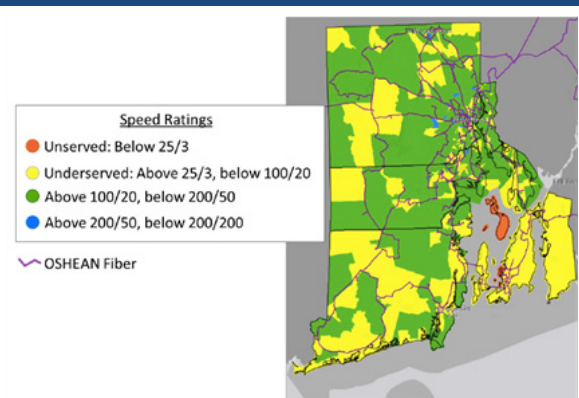 Speed Ratings
Unserved: Below 25/3
Underserved: Above 25/3, below 100/20
Above 100/20, below 200/50
Above 200/50, below 200/200
OSHEAN Fiber